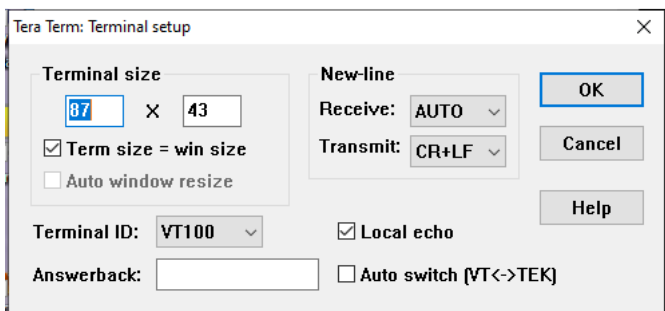 Tera Term: Terminal setup
Terminal size
87 X 43
Term size = win size
Auto window resize
New-line
Receive: AUTO
Transmit: CR+LF
OK
Cancel
Help
Terminal ID: VT100
Local echo
Answerback:
Auto switch (VT<->TEK)